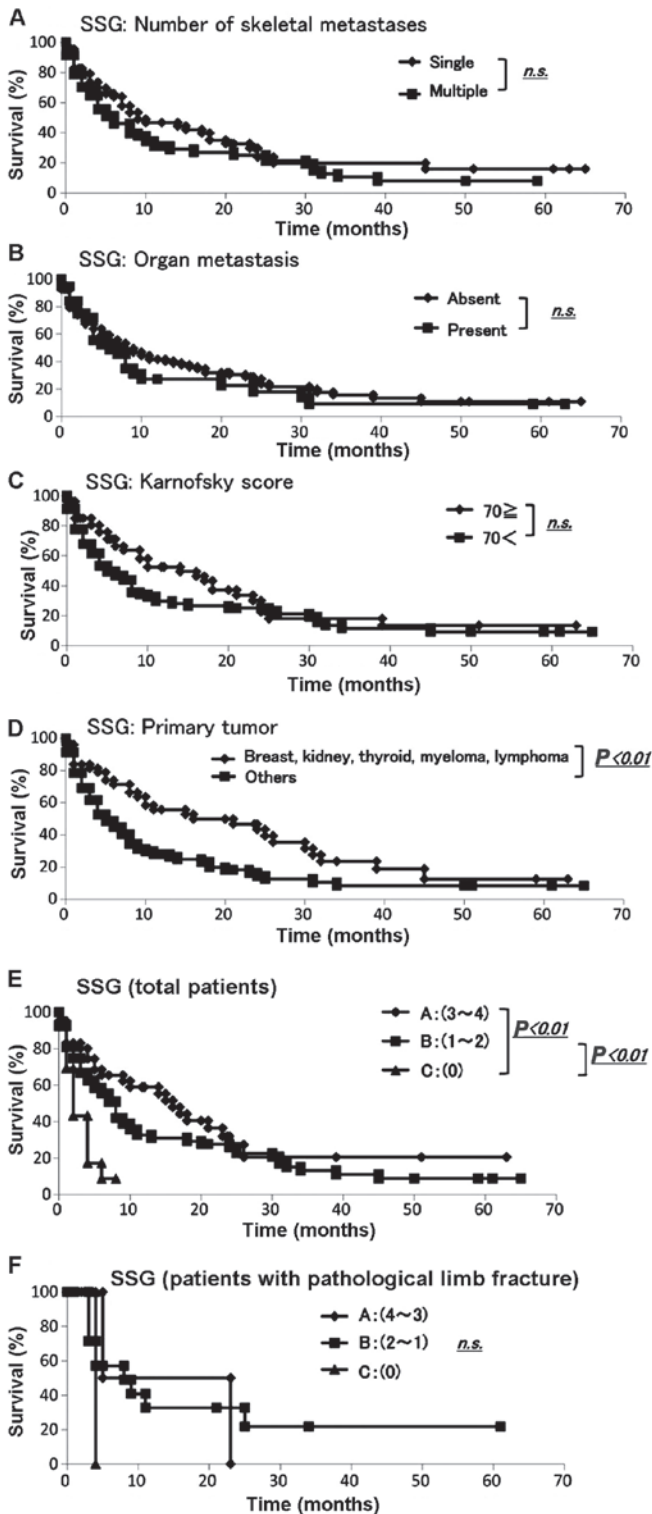 A
SSG: Number of skeletal metastases
100
80
60
40
20
0
Survival (%)
Single
Multiple
n.s.
0 10 20 30 40 50 60 70
Time (months)
B
SSG: Organ metastasis
100
80
60
40
20
0
Survival (%)
Absent
Present
n.s.
0 10 20 30 40 50 60 70
Time (months)
C
SSG: Karnofsky score
100
80
60
40
20
0
Survival (%)
70≧
70<
n.s.
0 10 20 30 40 50 60 70
Time (months)
D
SSG: Primary tumor
100
80
60
40
20
0
Survival (%)
Breast, kidney, thyroid, myeloma, lymphoma
Others
P<0.01
0 10 20 30 40 50 60 70
Time (months)
E
SSG (total patients)
100
80
60
40
20
0
Survival (%)
A:(3~4)
B:(1~2)
C:(0)
P<0.01
P<0.01
0 10 20 30 40 50 60 70
Time (months)
F
SSG (patients with pathological limb fracture)
100
80
60
40
20
0
Survival (%)
A:(4~3)
B:(2~1)
C:(0)
n.s.
0 10 20 30 40 50 60 70
Time (months)